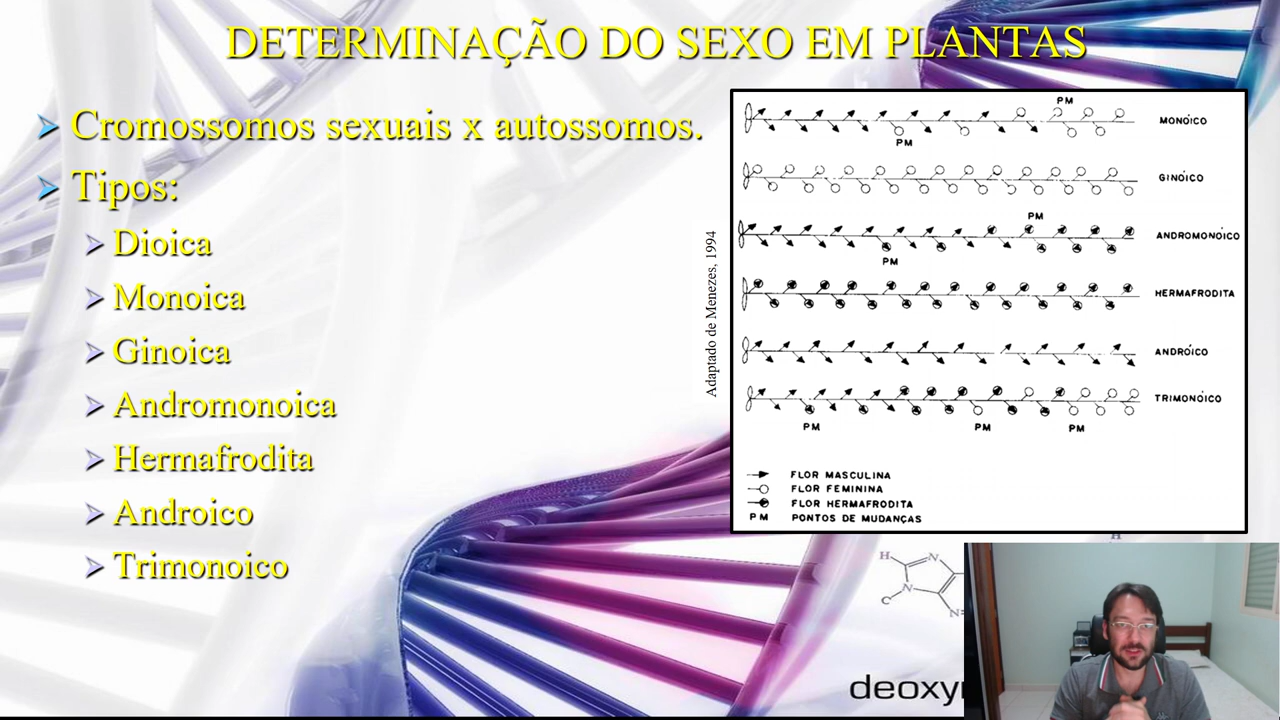 DETERMINAÇÃO DO SEXO EM PLANTAS
Cromossomos sexuais x autossomos.
Tipos:
Dioica
Monoica
Ginoica
Andromonoica
Hermafrodita
Androico
Trimonoico
Adaptado de Menezes, 1994
PM
MONÓICO
PM
GINÓICO
PM
ANDROMONÓICO
PM
HERMAFRODITA
ANDRÓICO
TRIMONÓICO
PM PM PM
FLOR MASCULINA
FLOR FEMININA
FLOR HERMAFRODITA
PM PONTOS DE MUDANÇAS
H
H N
N
C
N
deoxy